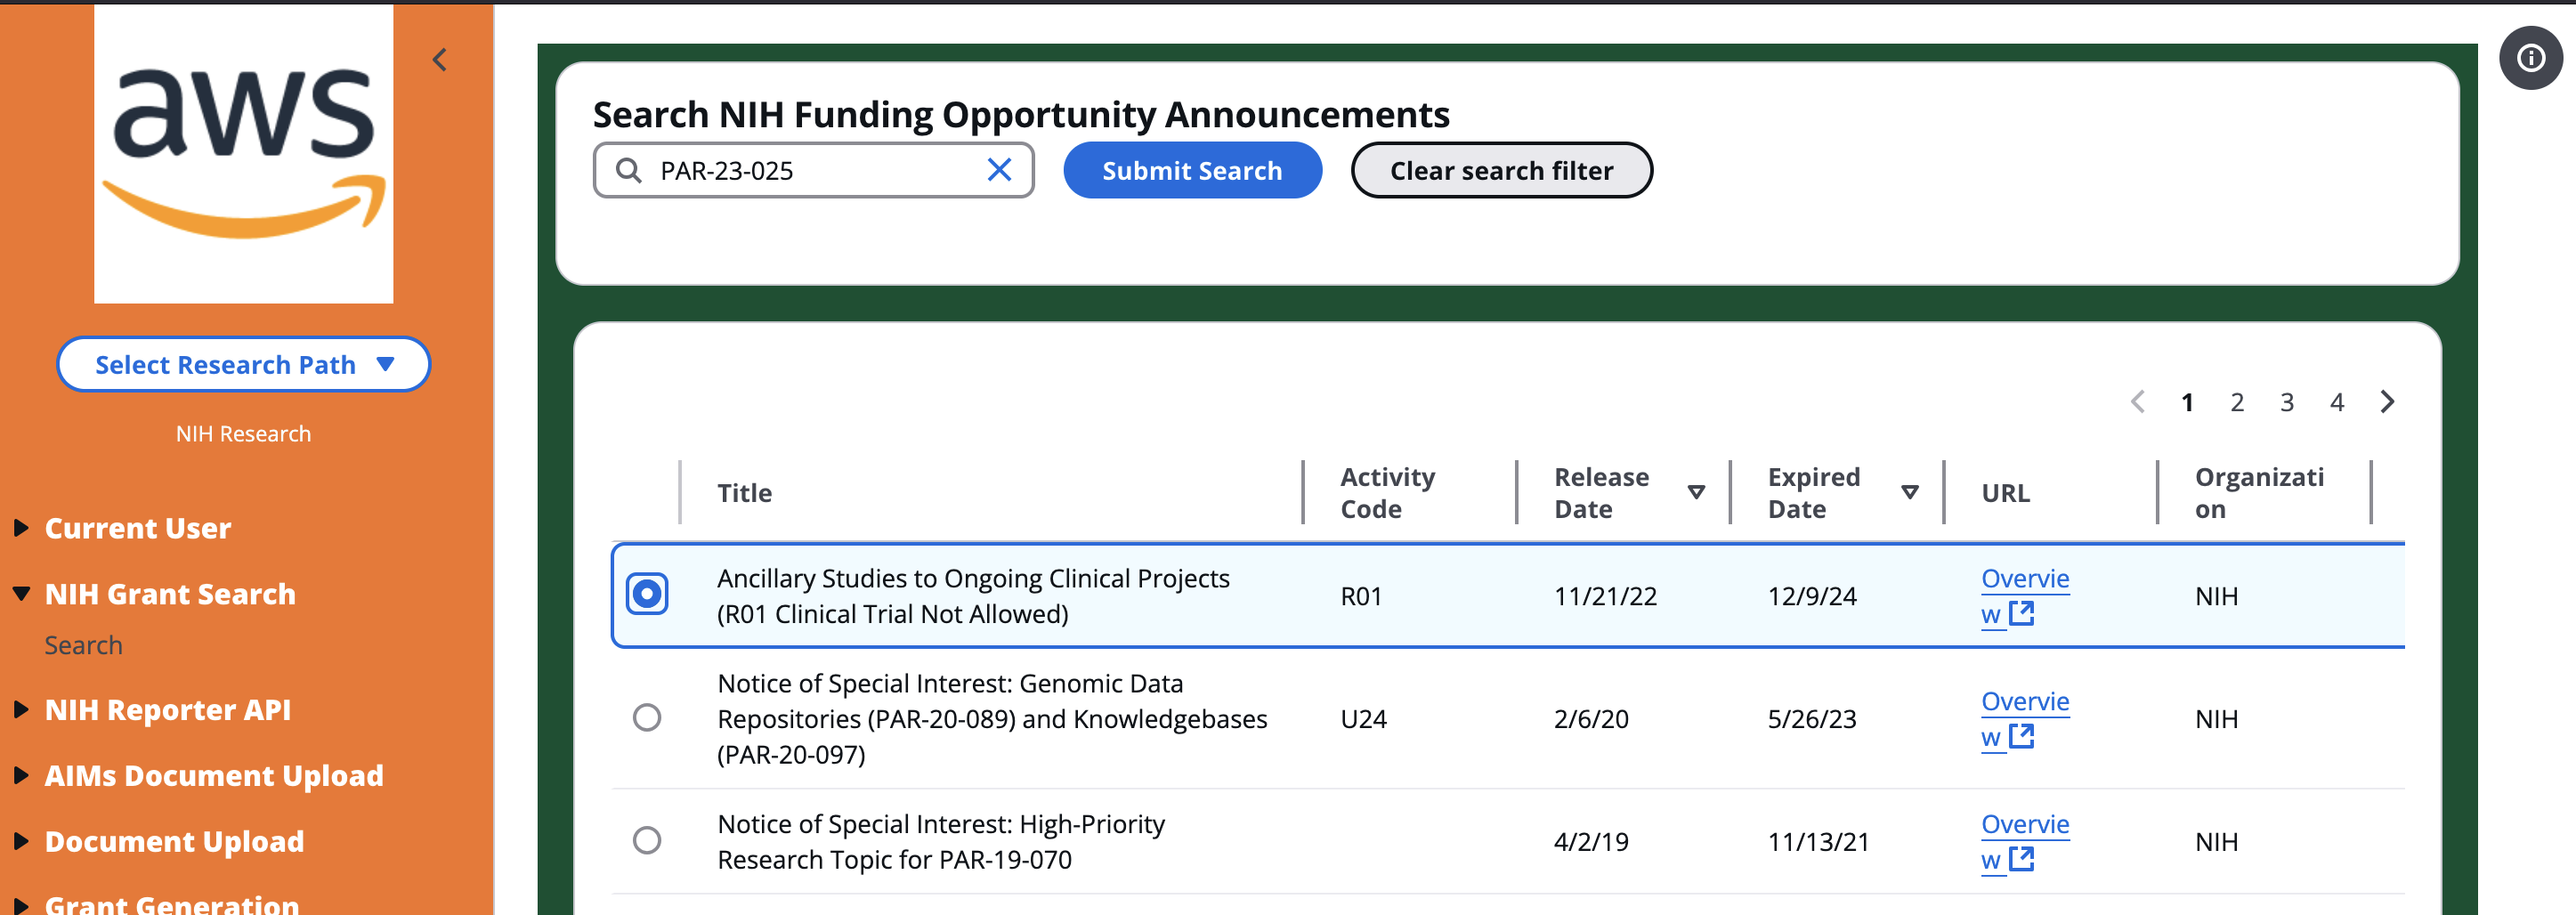 aws
Select Research Path
NIH Research
Current User
NIH Grant Search
Search
NIH Reporter API
AIMs Document Upload
Document Upload
Grant Generation
Search NIH Funding Opportunity Announcements
PAR-23-025
Submit Search
Clear search filter
1 2 3 4
Title
Activity
Code
Release
Date
Expired
Date
URL
Organizati
on
Ancillary Studies to Ongoing Clinical Projects
(R01 Clinical Trial Not Allowed)
R01
11/21/22
12/9/24
Overvie
w
NIH
Notice of Special Interest: Genomic Data
Repositories (PAR-20-089) and Knowledgebases
(PAR-20-097)
U24
2/6/20
5/26/23
Overvie
w
NIH
Notice of Special Interest: High-Priority
Research Topic for PAR-19-070
4/2/19
11/13/21
Overvie
w
NIH